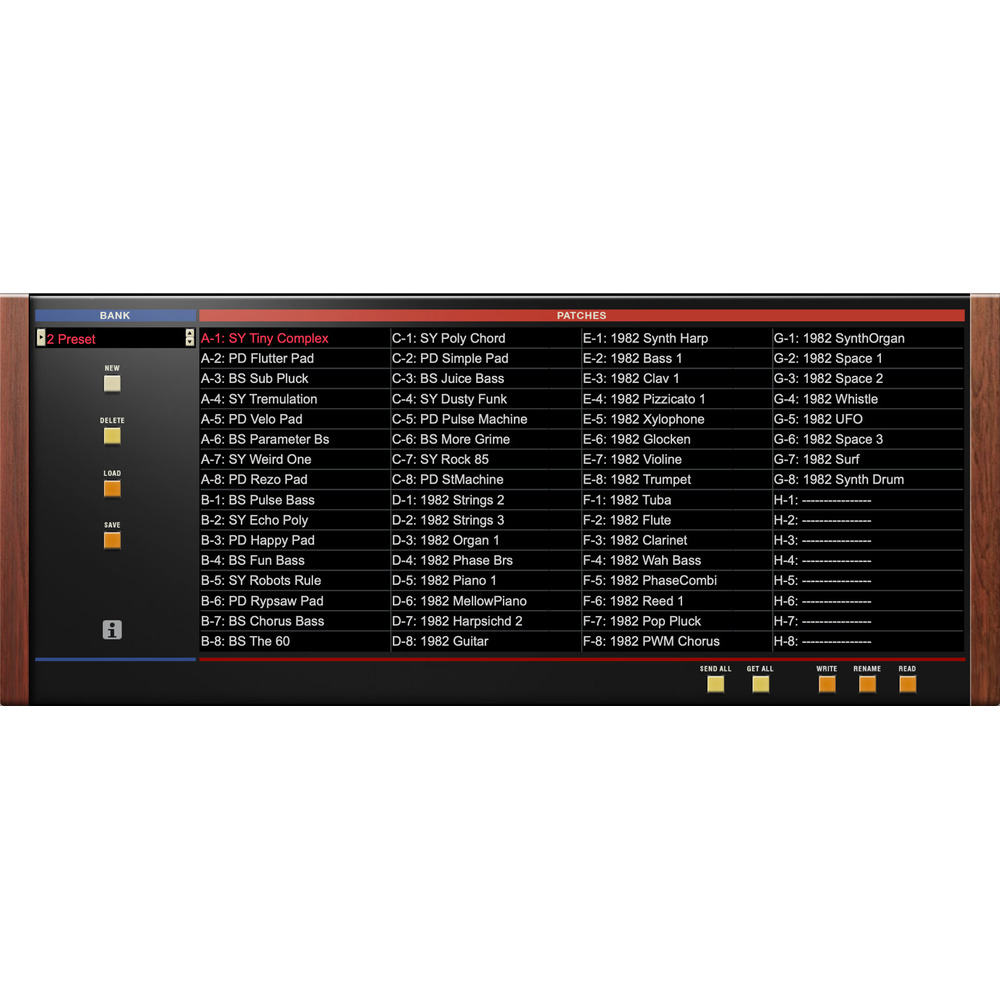 BANK
PATCHES
2 Preset
NEW
DELETE
LOAD
SAVE
A-1: SY Tiny Complex
A-2: PD Flutter Pad
A-3: BS Sub Pluck
A-4: SY Tremulation
A-5: PD Velo Pad
A-6: BS Parameter Bs
A-7: SY Weird One
A-8: PD Rezo Pad
B-1: BS Pulse Bass
B-2: SY Echo Poly
B-3: PD Happy Pad
B-4: BS Fun Bass
B-5: SY Robots Rule
B-6: PD Rypsaw Pad
B-7: BS Chorus Bass
B-8: BS The 60
C-1: SY Poly Chord
C-2: PD Simple Pad
C-3: BS Juice Bass
C-4: SY Dusty Funk
C-5: PD Pulse Machine
C-6: BS More Grime
C-7: SY Rock 85
C-8: PD StMachine
D-1: 1982 Strings 2
D-2: 1982 Strings 3
D-3: 1982 Organ 1
D-4: 1982 Phase Brs
D-5: 1982 Piano 1
D-6: 1982 MellowPiano
D-7: 1982 Harpsichd 2
D-8: 1982 Guitar
E-1: 1982 Synth Harp
E-2: 1982 Bass 1
E-3: 1982 Clav 1
E-4: 1982 Pizzicato 1
E-5: 1982 Xylophone
E-6: 1982 Glocken
E-7: 1982 Violine
E-8: 1982 Trumpet
F-1: 1982 Tuba
F-2: 1982 Flute
F-3: 1982 Clarinet
F-4: 1982 Wah Bass
F-5: 1982 PhaseCombi
F-6: 1982 Reed 1
F-7: 1982 Pop Pluck
F-8: 1982 PWM Chorus
G-1: 1982 SynthOrgan
G-2: 1982 Space 1
G-3: 1982 Space 2
G-4: 1982 Whistle
G-5: 1982 UFO
G-6: 1982 Space 3
G-7: 1982 Surf
G-8: 1982 Synth Drum
H-1: ----------------
H-2: ----------------
H-3: ----------------
H-4: ----------------
H-5: ----------------
H-6: ----------------
H-7: ----------------
H-8: ----------------
SEND ALL
GET ALL
WRITE
RENAME
READ